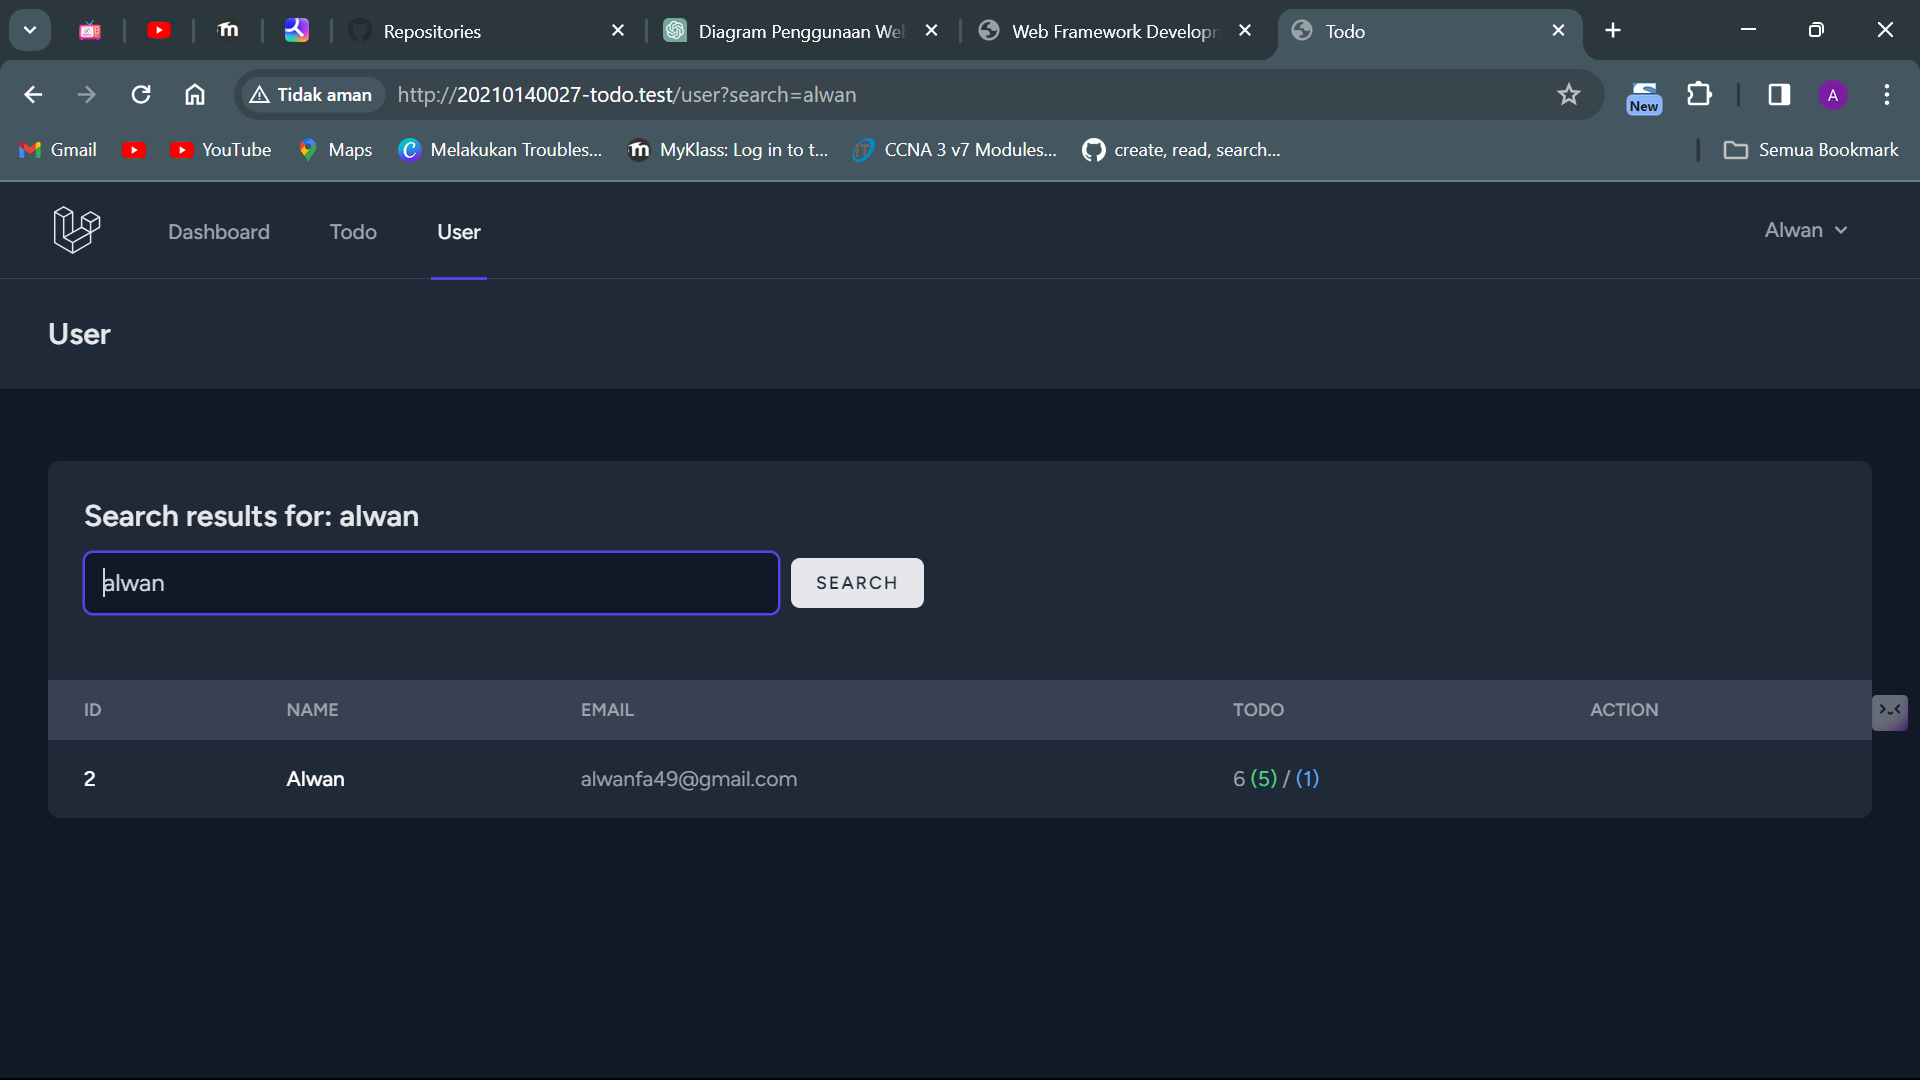 Repositories
Diagram Penggunaan We
Web Framework Develop
Todo
Tidak aman
http://20210140027-todo.test/user?search=alwan
New
A
Gmail
YouTube
Maps
Melakukan Troubles...
MyKlass: Log in to t...
CCNA 3 v7 Modules...
create, read, search...
Semua Bookmark
Dashboard
Todo
User
Alwan
User
Search results for: alwan
alwan
SEARCH
ID NAME EMAIL TODO ACTION
2 Alwan alwanfa49@gmail.com 6 (5) / (1)